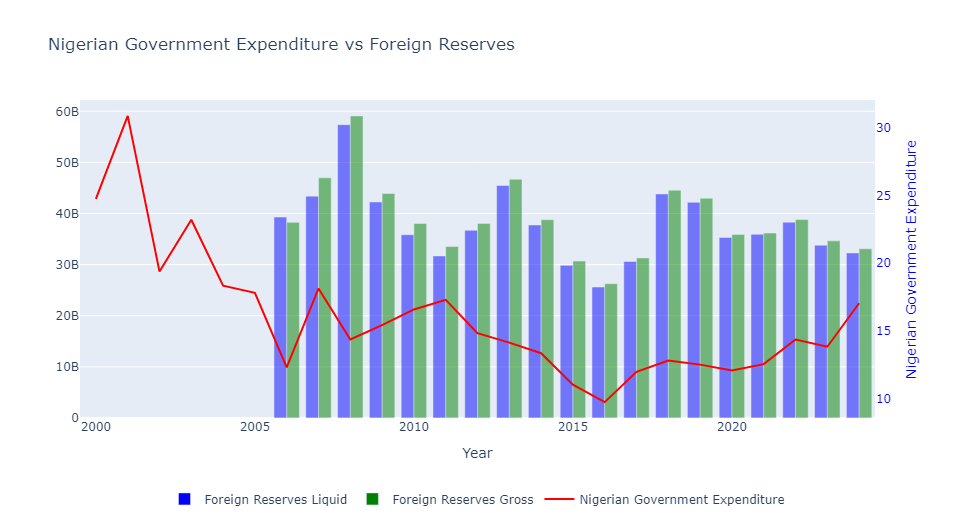 Nigerian Government Expenditure vs Foreign Reserves
60B
50B
40B
30B
20B
10B
0
30
25
20
15
10
Nigerian Government Expenditure
2000
2005
2010
2015
2020
Year
Foreign Reserves Liquid
Foreign Reserves Gross
Nigerian Government Expenditure